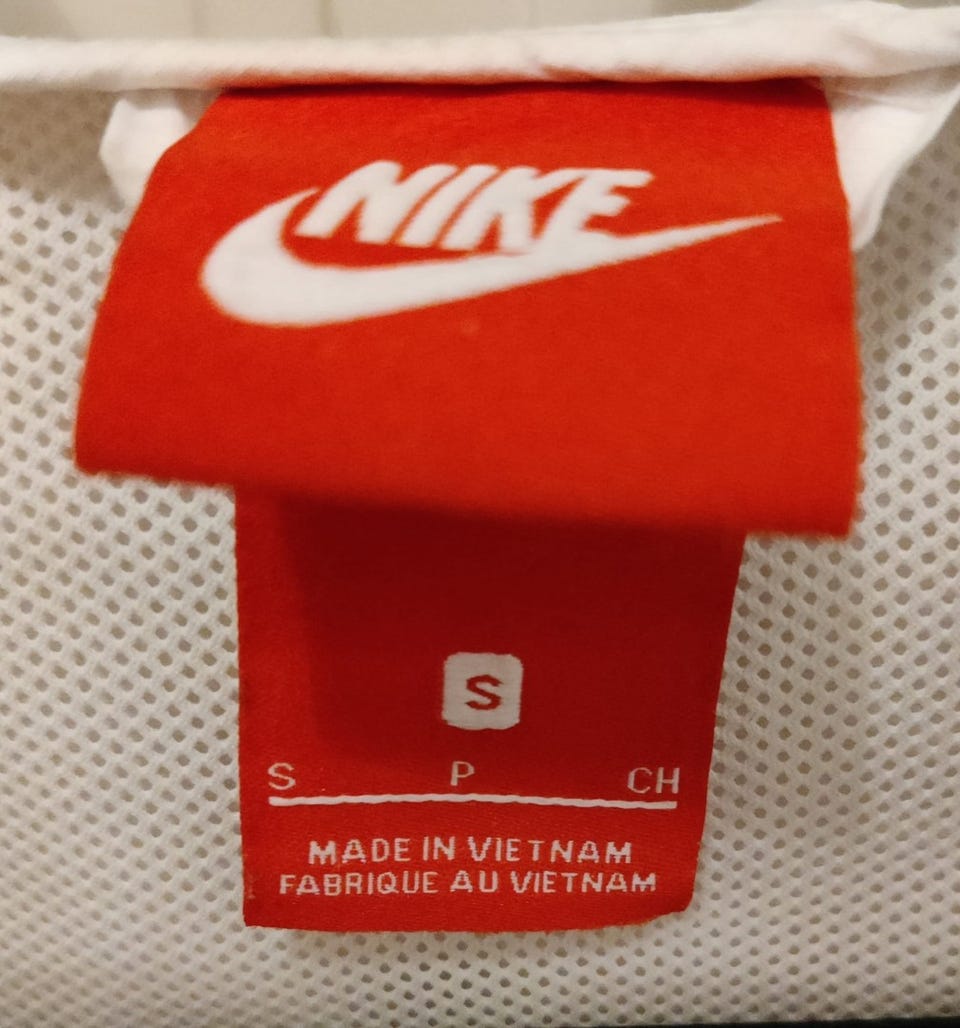 NIKE
S
S P CH
MADE IN VIETNAM
FABRIQUE AU VIETNAM